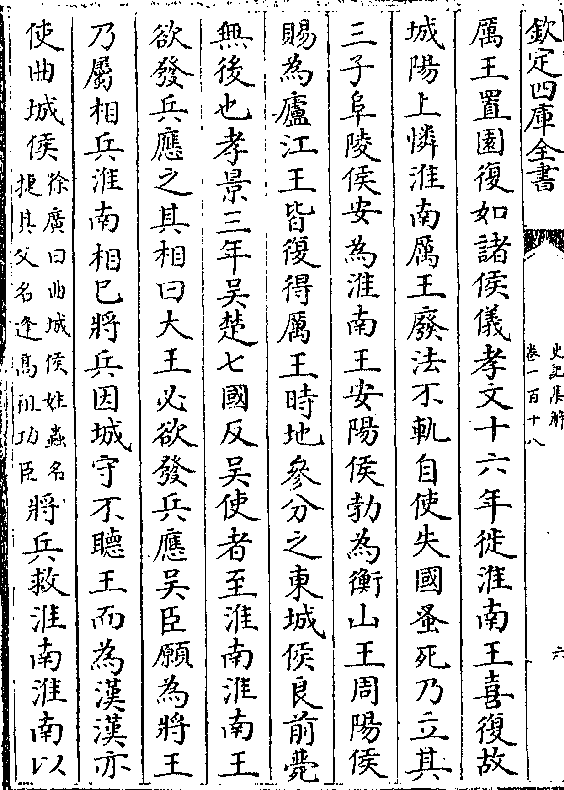 欽定四庫全書
史記集解
卷一百十八
六
厲王置園復如諸侯儀孝文十六年徙淮南王喜復故
城陽上憐淮南厲王廢法不軌自使失國蚤死乃立其
三子阜陵侯安為淮南王安陽侯勃為衡山王周陽侯
賜為廬江王皆復得厲王時地參分之東城侯良前薨
無後也孝景三年吳楚七國反吳使者至淮南淮南王
欲發兵應之其相曰大王必欲發兵應吳臣願為將王
乃屬相兵淮南相已將兵因城守不聽王而為漢漢亦
使曲城侯徐廣曰曲城侯姓蟲名捷其父名逢高祖功臣將兵救淮南淮南以